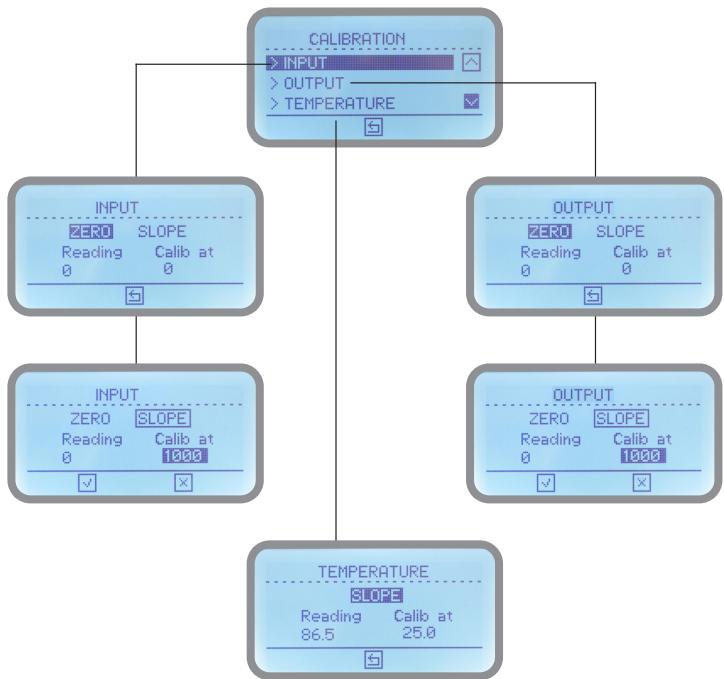 CALIBRATION
> INPUT
> OUTPUT
> TEMPERATURE
INPUT
ZERO SLOPE
Reading Calib at
0 0
OUTPUT
ZERO SLOPE
Reading Calib at
0 0
INPUT
ZERO SLOPE
Reading Calib at
0 1000
OUTPUT
ZERO SLOPE
Reading Calib at
0 1000
TEMPERATURE
SLOPE
Reading Calib at
86.5 25.0